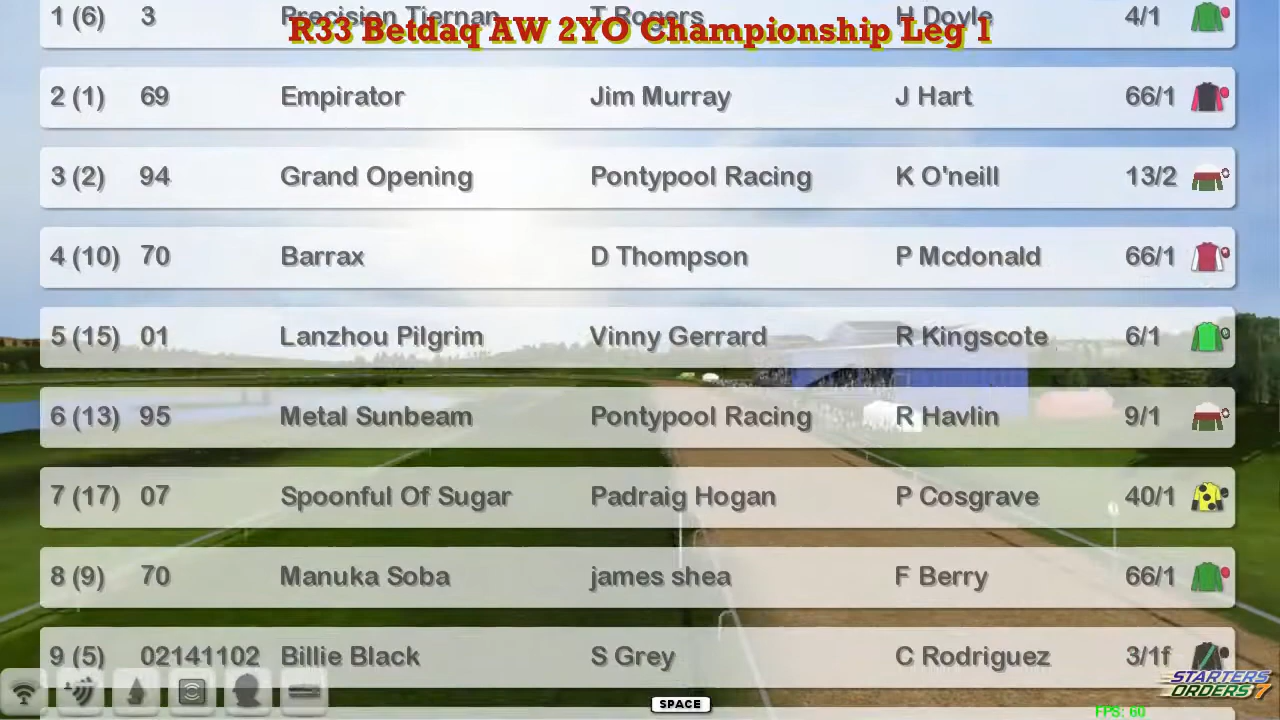 R33 Betdaq AW 2YO Championship Leg 1
1 (6) 3 Precision Tiernan T Rogers H Doyle 4/1
2 (1) 69 Empirator Jim Murray J Hart 66/1
3 (2) 94 Grand Opening Pontypool Racing K O'neill 13/2
4 (10) 70 Barrax D Thompson P Mcdonald 66/1
5 (15) 01 Lanzhou Pilgrim Vinny Gerrard R Kingscote 6/1
6 (13) 95 Metal Sunbeam Pontypool Racing R Havlin 9/1
7 (17) 07 Spoonful Of Sugar Padraig Hogan P Cosgrave 40/1
8 (9) 70 Manuka Soba james shea F Berry 66/1
9 (5) 02141102 Billie Black S Grey C Rodriguez 3/1f
STARTERS
ORDERS 7
SPACE
FPS: 60